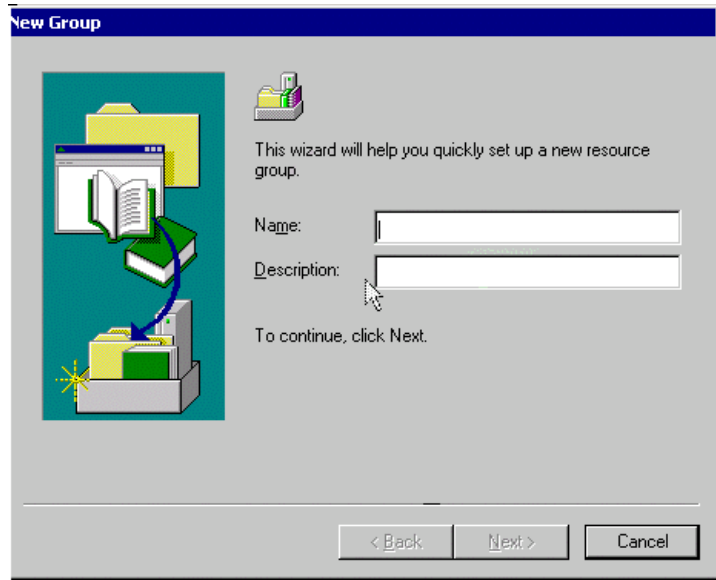 New Group
This wizard will help you quickly set up a new resource
group.
Name:
Description:
To continue, click Next.
< Back
Next >
Cancel